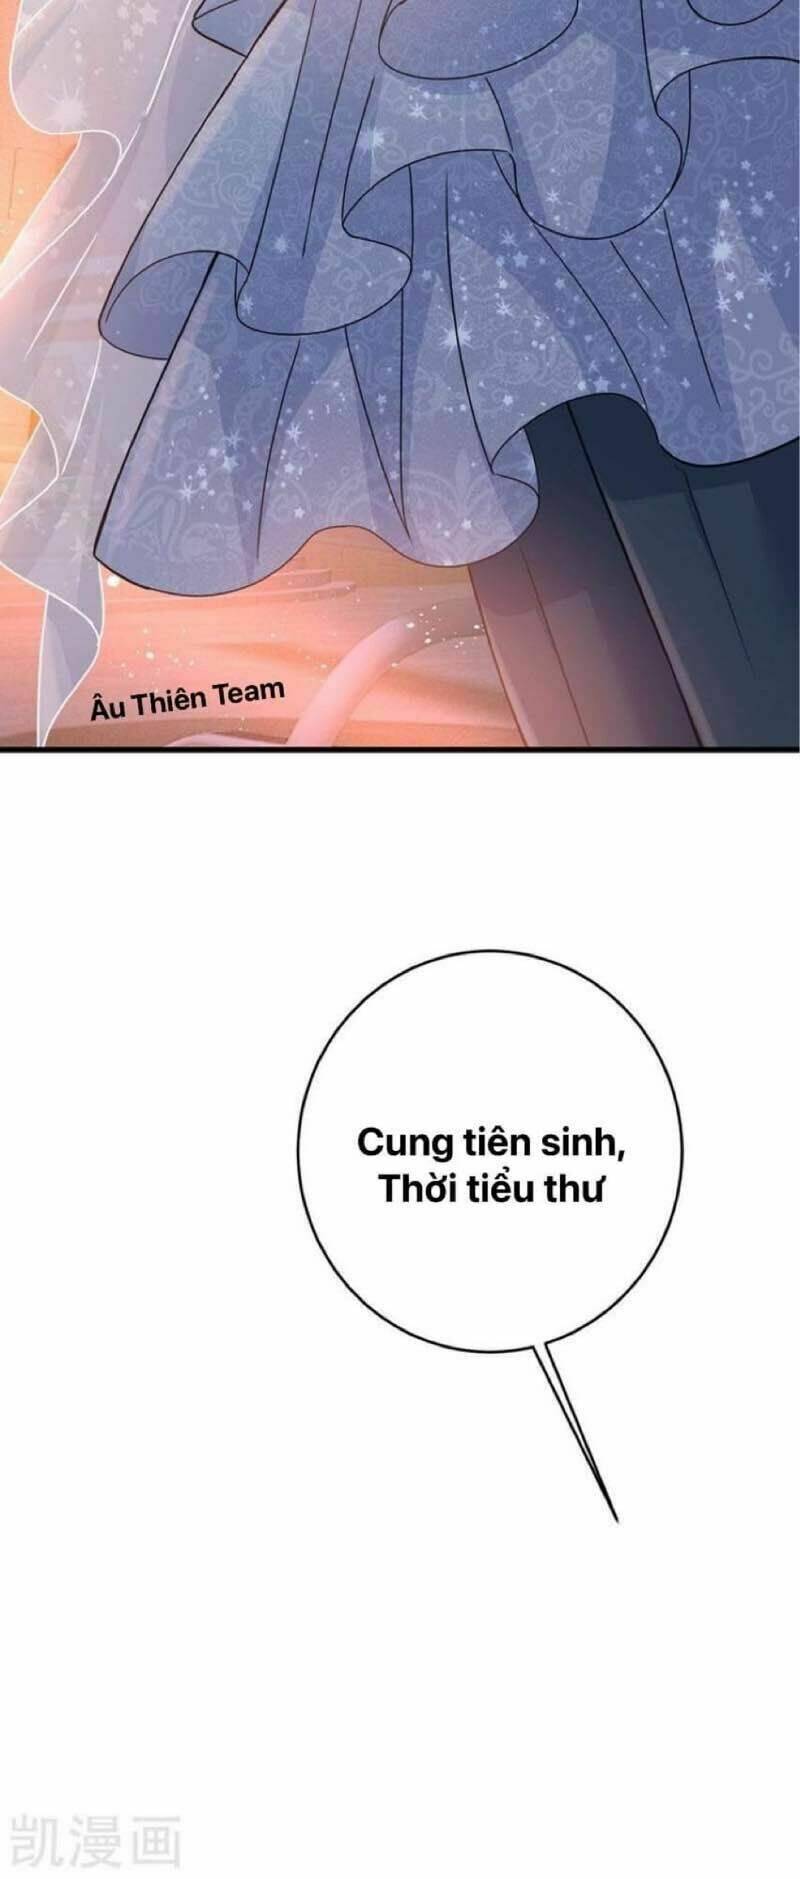 Âu Thiên Team
Cung tiên sinh,
Thời tiểu thư
凯漫画